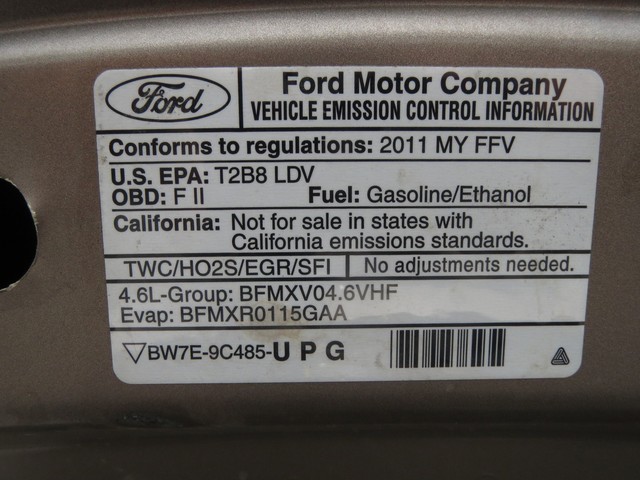 Ford
Ford Motor Company
VEHICLE EMISSION CONTROL INFORMATION
Conforms to regulations: 2011 MY FFV
U.S. EPA: T2B8 LDV
OBD: F II Fuel: Gasoline/Ethanol
California: Not for sale in states with
California emissions standards.
TWC/HO2S/EGR/SFI No adjustments needed.
4.6L-Group: BFMXV04.6VHF
Evap: BFMXR0115GAA
BW7E-9C485-U P G